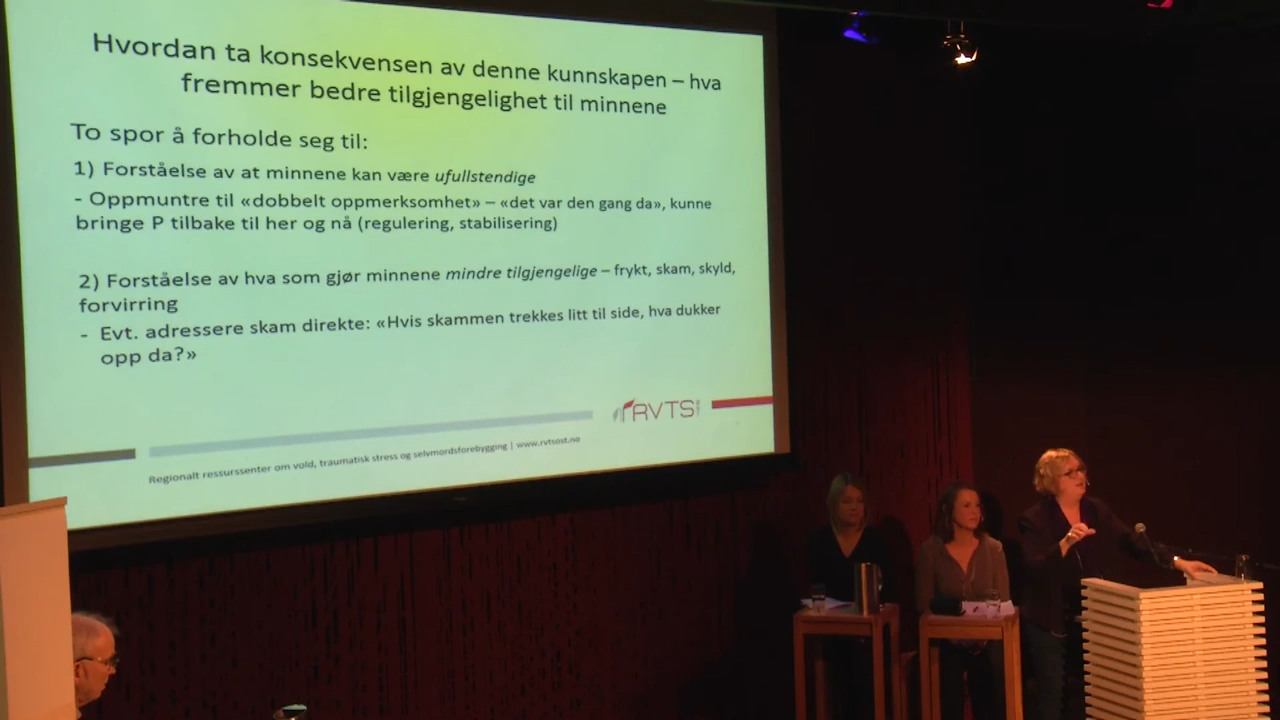 Hvordan ta konsekvensen av denne kunnskapen – hva
fremmer bedre tilgjengelighet til minnene
To spor å forholde seg til:
1) Forståelse av at minnene kan være ufullstendige
- Oppmuntre til «dobbelt oppmerksomhet» – «det var den gang da», kunne
bringe P tilbake til her og nå (regulering, stabilisering)
2) Forståelse av hva som gjør minnene mindre tilgjengelige – frykt, skam, skyld,
forvirring
- Evt. adressere skam direkte: «Hvis skammen trekkes litt til side, hva dukker
opp da?»
RVTS
Regionalt ressurssenter om vold, traumatisk stress og selvmordsforebygging | www.rvtsost.no